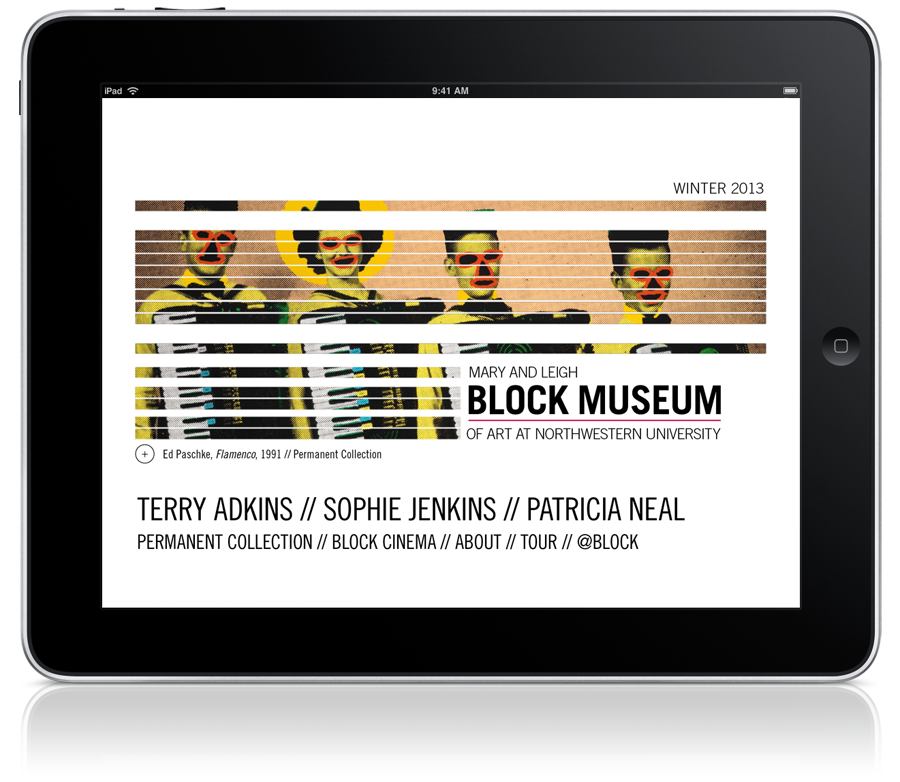 iPad 9:41 AM
WINTER 2013
MARY AND LEIGH
BLOCK MUSEUM
OF ART AT NORTHWESTERN UNIVERSITY
+ Ed Paschke, Flamenco, 1991 // Permanent Collection
TERRY ADKINS // SOPHIE JENKINS // PATRICIA NEAL
PERMANENT COLLECTION // BLOCK CINEMA // ABOUT // TOUR // @BLOCK